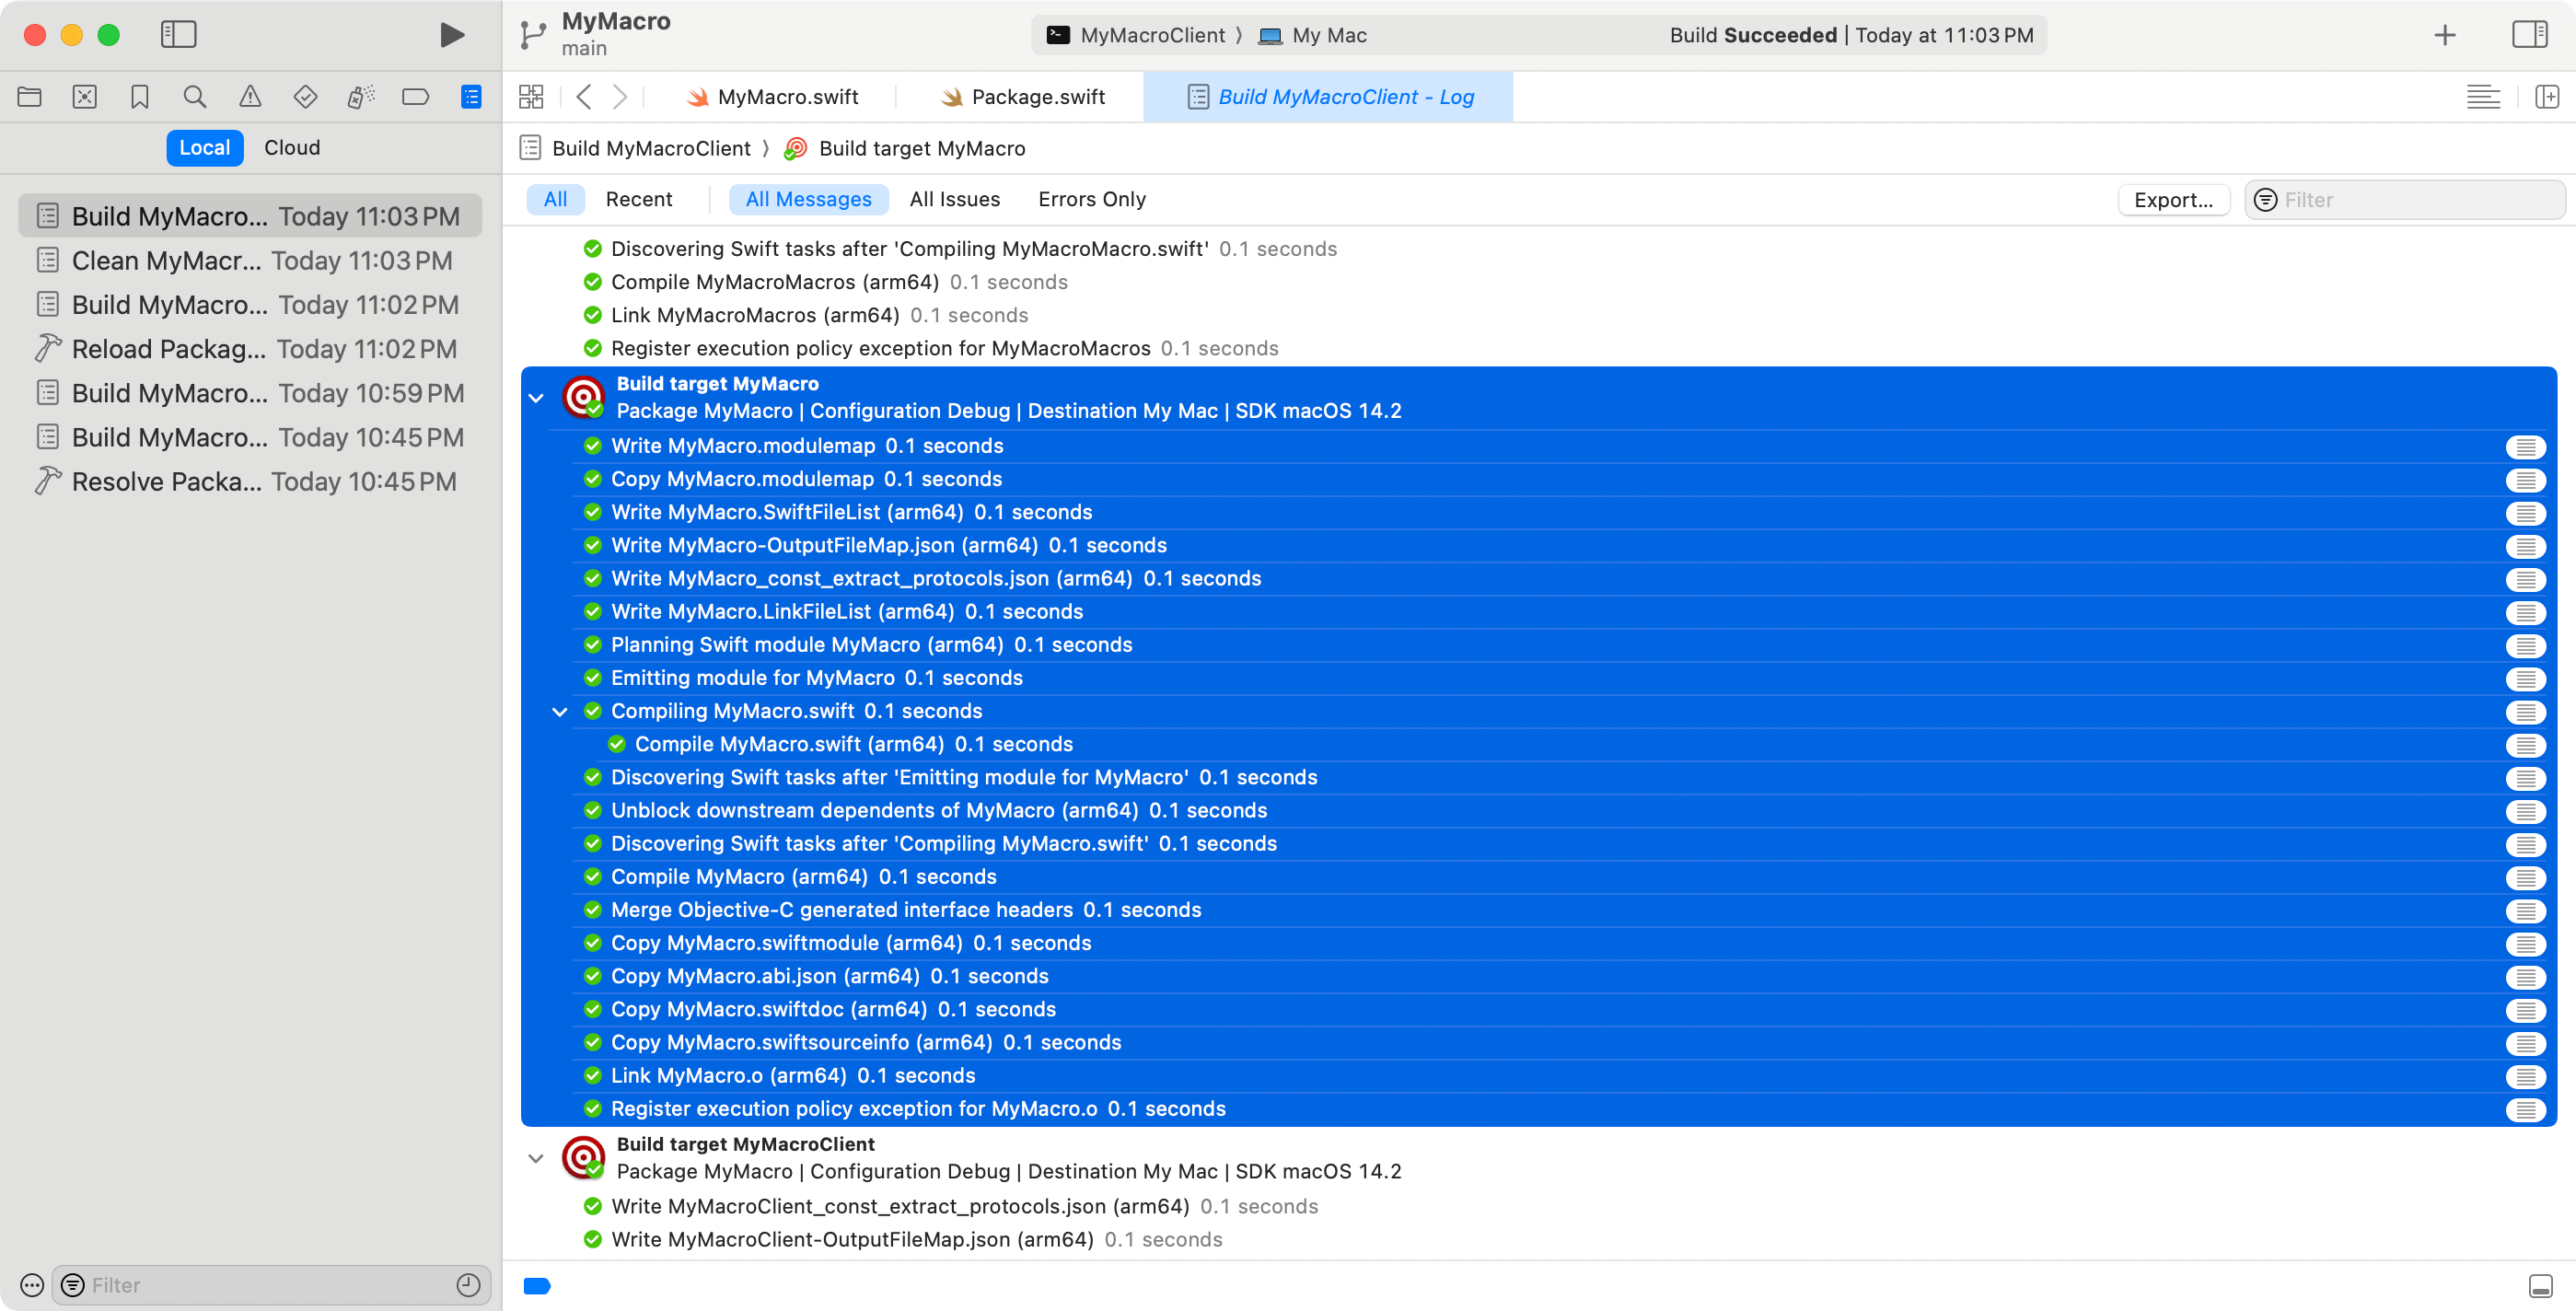 MyMacro
main
MyMacroClient 〉 My Mac
Build Succeeded | Today at 11:03 PM
MyMacro.swift
Package.swift
Build MyMacroClient - Log
Local
Cloud
Build MyMacroClient 〉 Build target MyMacro
All
Recent
All Messages
All Issues
Errors Only
Export...
Filter
Build MyMacro... Today 11:03 PM
Clean MyMacr... Today 11:03 PM
Build MyMacro... Today 11:02 PM
Reload Packag... Today 11:02 PM
Build MyMacro... Today 10:59 PM
Build MyMacro... Today 10:45 PM
Resolve Packa... Today 10:45 PM
Filter
Discovering Swift tasks after 'Compiling MyMacroMacro.swift' 0.1 seconds
Compile MyMacroMacros (arm64) 0.1 seconds
Link MyMacroMacros (arm64) 0.1 seconds
Register execution policy exception for MyMacroMacros 0.1 seconds
Build target MyMacro
Package MyMacro | Configuration Debug | Destination My Mac | SDK macOS 14.2
Write MyMacro.modulemap 0.1 seconds
Copy MyMacro.modulemap 0.1 seconds
Write MyMacro.SwiftFileList (arm64) 0.1 seconds
Write MyMacro-OutputFileMap.json (arm64) 0.1 seconds
Write MyMacro_const_extract_protocols.json (arm64) 0.1 seconds
Write MyMacro.LinkFileList (arm64) 0.1 seconds
Planning Swift module MyMacro (arm64) 0.1 seconds
Emitting module for MyMacro 0.1 seconds
Compiling MyMacro.swift 0.1 seconds
Compile MyMacro.swift (arm64) 0.1 seconds
Discovering Swift tasks after 'Emitting module for MyMacro' 0.1 seconds
Unblock downstream dependents of MyMacro (arm64) 0.1 seconds
Discovering Swift tasks after 'Compiling MyMacro.swift' 0.1 seconds
Compile MyMacro (arm64) 0.1 seconds
Merge Objective-C generated interface headers 0.1 seconds
Copy MyMacro.swiftmodule (arm64) 0.1 seconds
Copy MyMacro.abi.json (arm64) 0.1 seconds
Copy MyMacro.swiftdoc (arm64) 0.1 seconds
Copy MyMacro.swiftsourceinfo (arm64) 0.1 seconds
Link MyMacro.o (arm64) 0.1 seconds
Register execution policy exception for MyMacro.o 0.1 seconds
Build target MyMacroClient
Package MyMacro | Configuration Debug | Destination My Mac | SDK macOS 14.2
Write MyMacroClient_const_extract_protocols.json (arm64) 0.1 seconds
Write MyMacroClient-OutputFileMap.json (arm64) 0.1 seconds